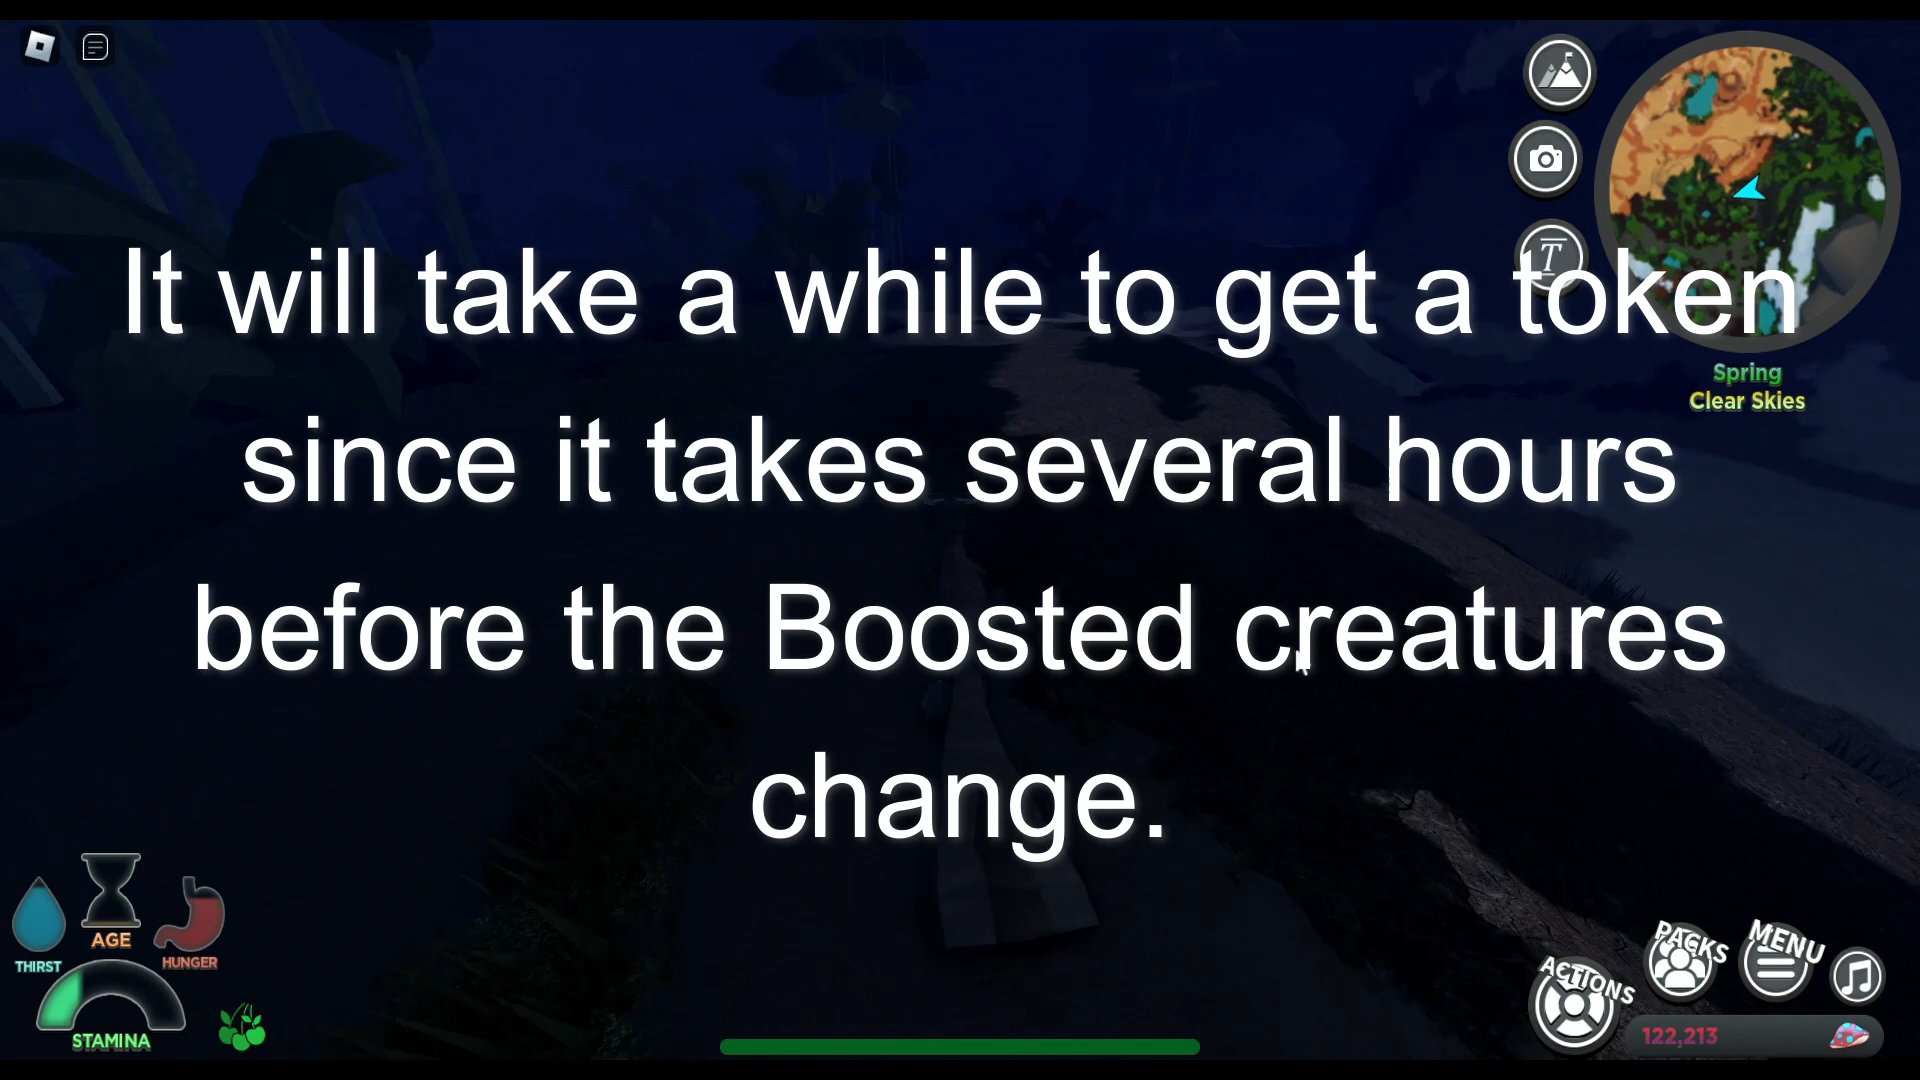 It will take a while to get a token
since it takes several hours
before the Boosted creatures
change.
Spring
Clear Skies
THIRST
AGE
HUNGER
STAMINA
ACTIONS
PACKS
MENU
122,213
T